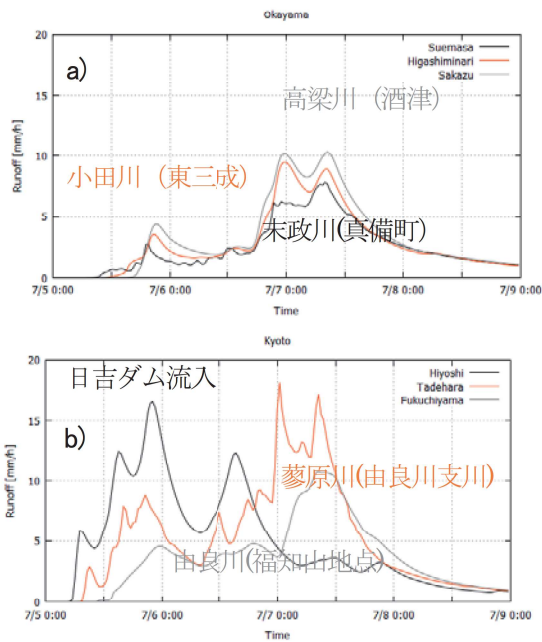 Okayama
20
15
10
5
0
Runoff [mm/h]
a)
Suemasa
Higashiminari
Sakazu
高梁川（酒津）
小田川（東三成）
末政川(真備町)
7/5 0:00
7/6 0:00
7/7 0:00
7/8 0:00
7/9 0:00
Time
Kyoto
20
15
10
5
0
Runoff [mm/h]
日吉ダム流入
Hiyoshi
Tadehara
Fukuchiyama
b)
蓼原川(由良川支川)
由良川(福知山地点)
7/5 0:00
7/6 0:00
7/7 0:00
7/8 0:00
7/9 0:00
Time